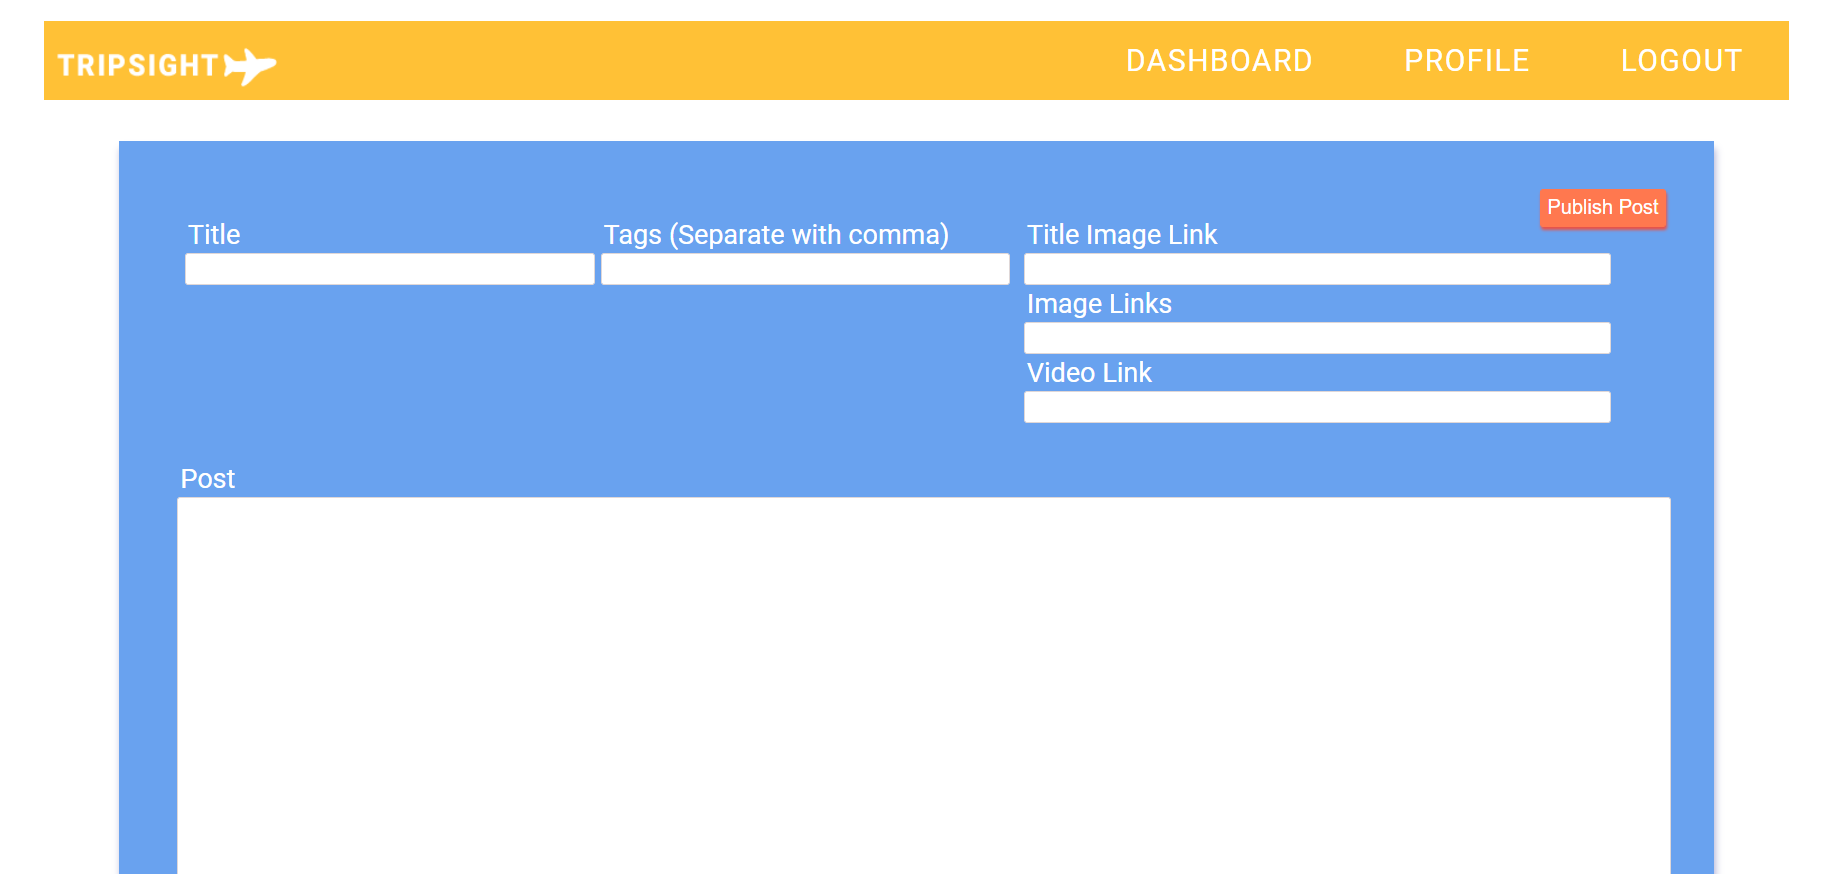 TRIPSIGHT
DASHBOARD PROFILE LOGOUT
Publish Post
Title
Tags (Separate with comma)
Title Image Link
Image Links
Video Link
Post